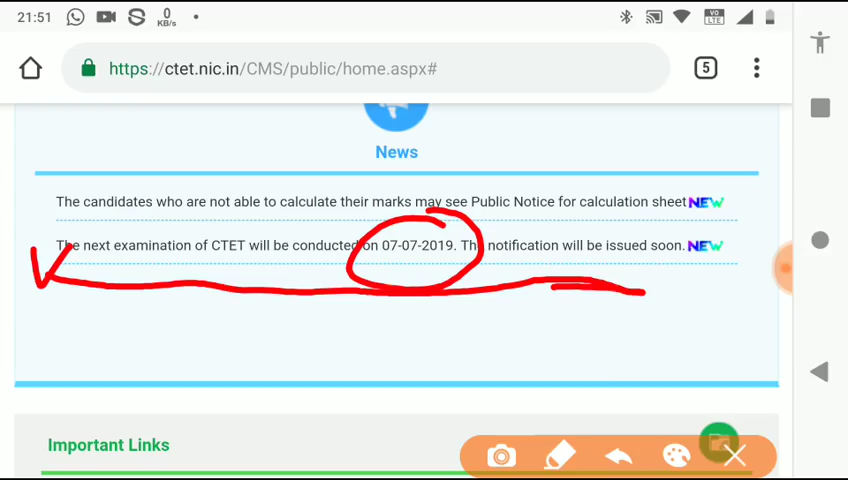 21:51
0
KB/s
VO
LTE
https://ctet.nic.in/CMS/public/home.aspx#
5
News
The candidates who are not able to calculate their marks may see Public Notice for calculation sheet NEW
The next examination of CTET will be conducted on 07-07-2019. The notification will be issued soon. NEW
Important Links